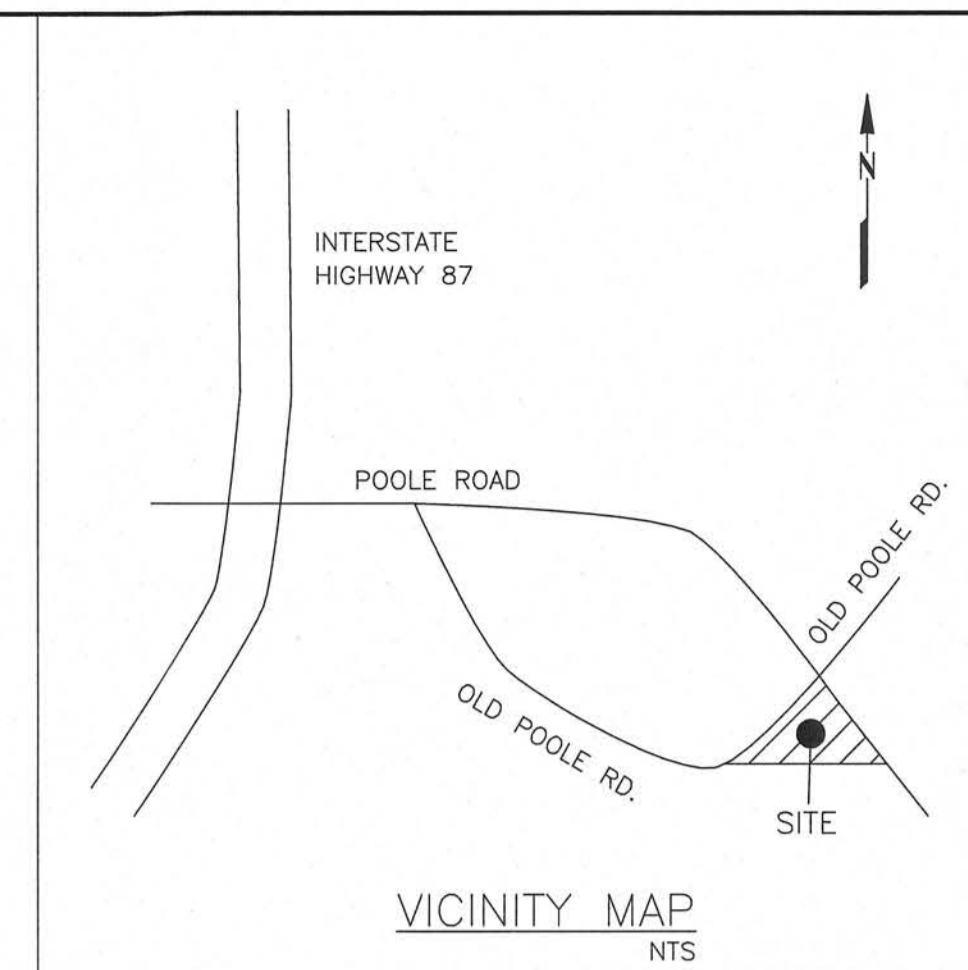 N
INTERSTATE
HIGHWAY 87
POOLE ROAD
OLD POOLE RD.
OLD POOLE RD.
SITE
VICINITY MAP
NTS